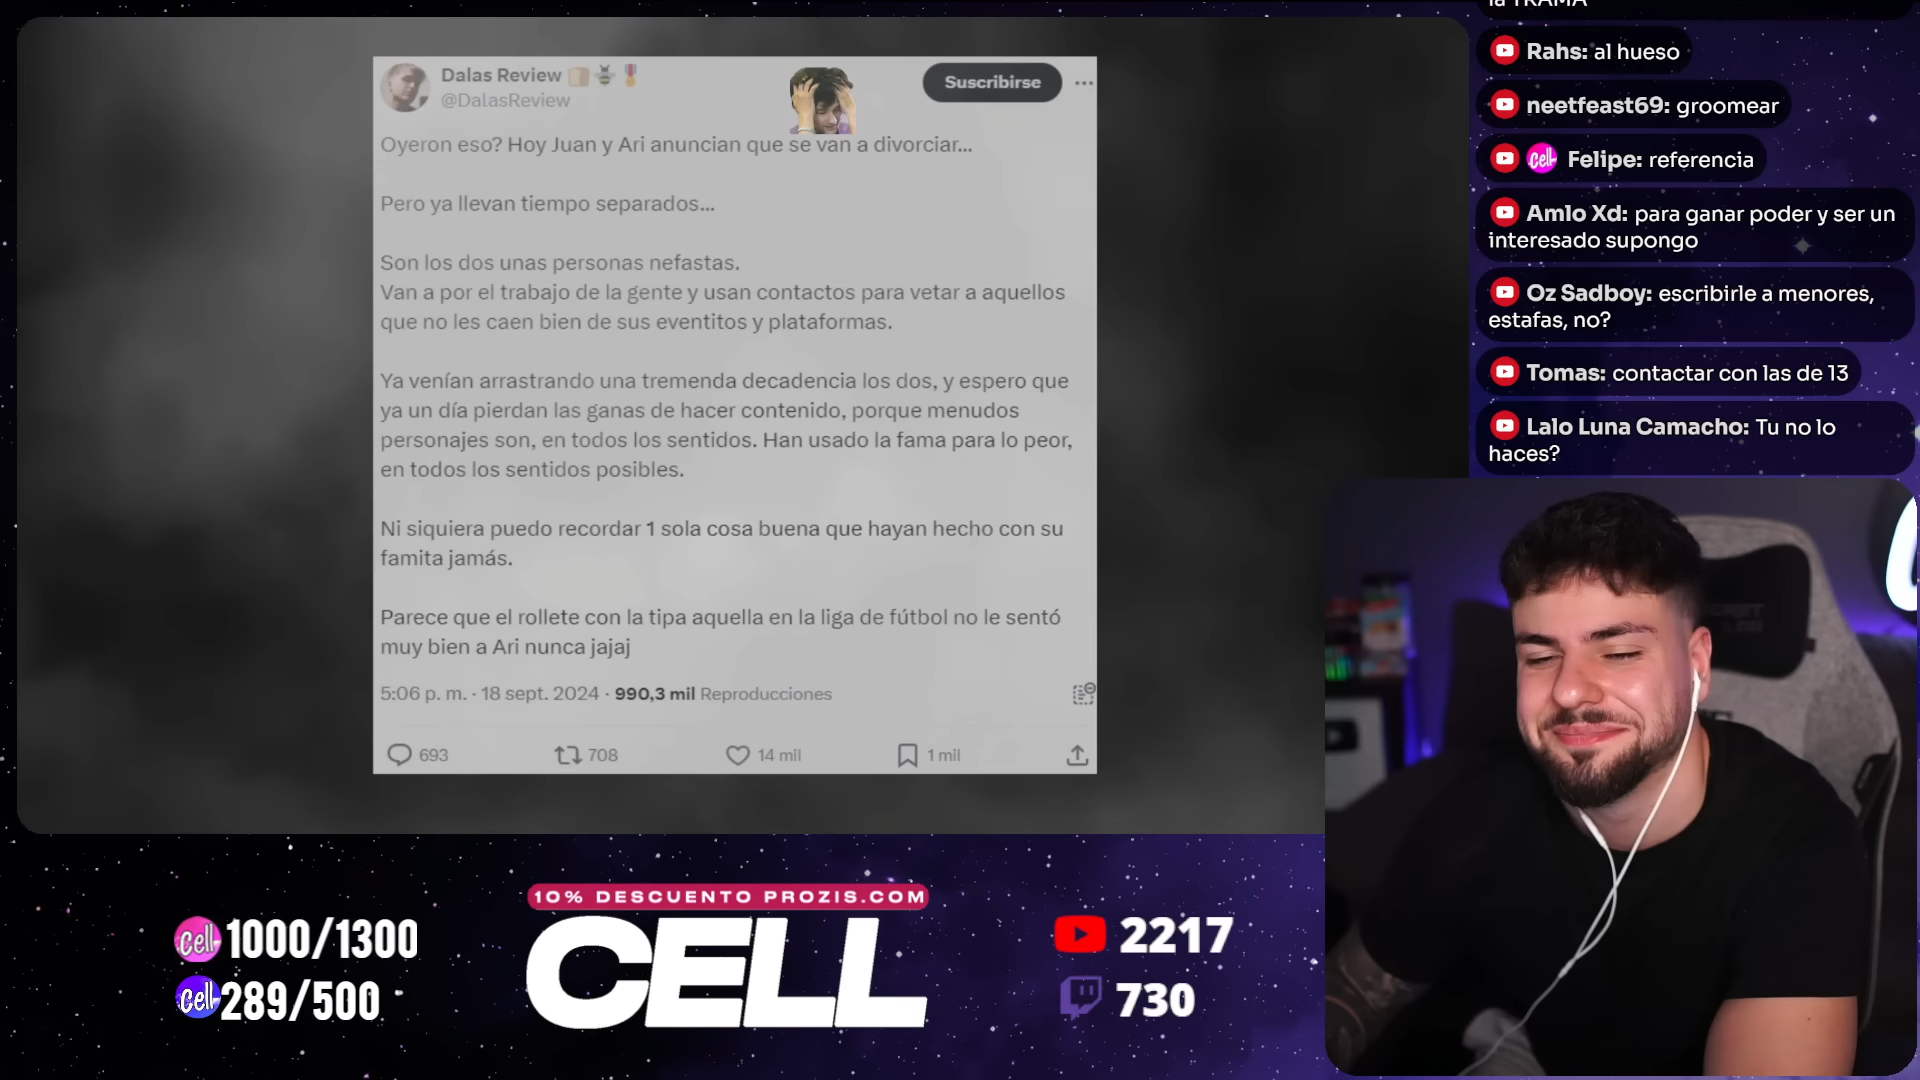 Dalas Review
@DalasReview
Suscribirse
Oyeron eso? Hoy Juan y Ari anuncian que se van a divorciar...
Pero ya llevan tiempo separados...
Son los dos unas personas nefastas.
Van a por el trabajo de la gente y usan contactos para vetar a aquellos
que no les caen bien de sus eventitos y plataformas.
Ya venían arrastrando una tremenda decadencia los dos, y espero que
ya un día pierdan las ganas de hacer contenido, porque menudos
personajes son, en todos los sentidos. Han usado la fama para lo peor,
en todos los sentidos posibles.
Ni siquiera puedo recordar 1 sola cosa buena que hayan hecho con su
famita jamás.
Parece que el rollete con la tipa aquella en la liga de fútbol no le sentó
muy bien a Ari nunca jajaj
5:06 p. m. · 18 sept. 2024 · 990,3 mil Reproducciones
693
708
14 mil
1 mil
la TRAMA
Rahs: al hueso
neetfeast69: groomear
Cell Felipe: referencia
Amlo Xd: para ganar poder y ser un
interesado supongo
Oz Sadboy: escribirle a menores,
estafas, no?
Tomas: contactar con las de 13
Lalo Luna Camacho: Tu no lo
haces?
Cell 1000/1300
Cell 289/500
10% DESCUENTO PROZIS.COM
CELL
2217
730